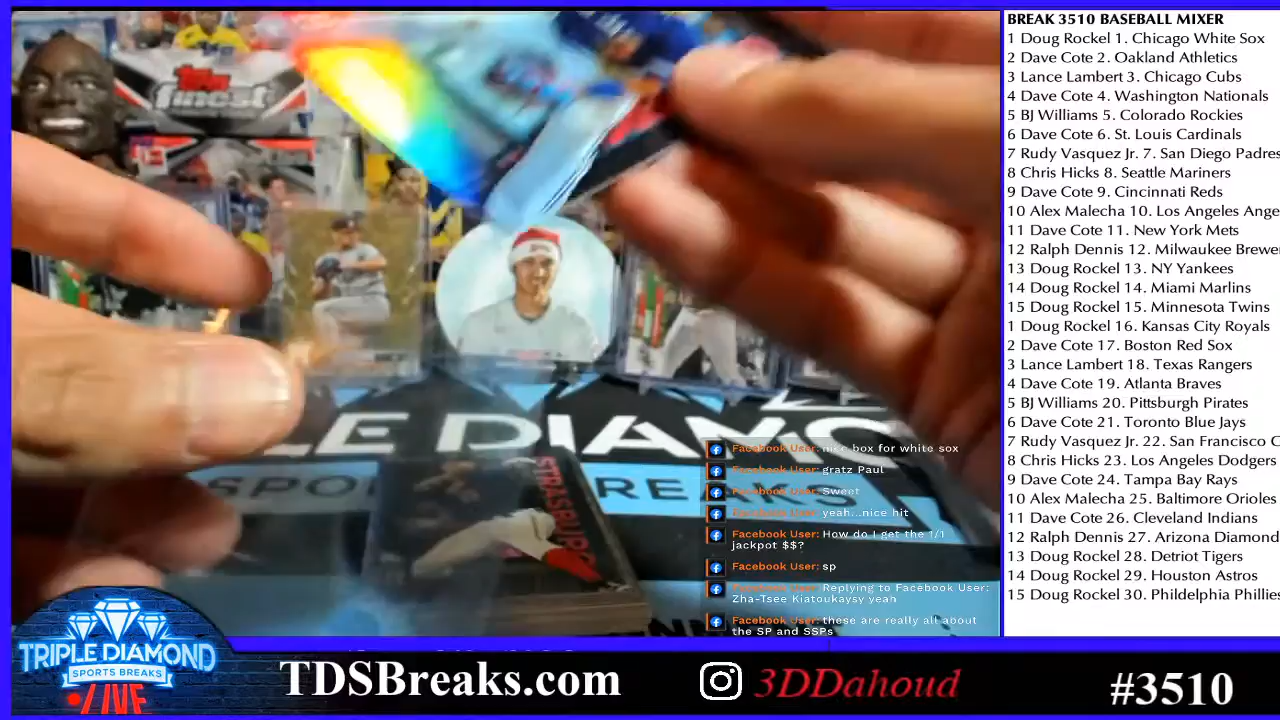 BREAK 3510 BASEBALL MIXER
1 Doug Rockel 1. Chicago White Sox
2 Dave Cote 2. Oakland Athletics
3 Lance Lambert 3. Chicago Cubs
4 Dave Cote 4. Washington Nationals
5 BJ Williams 5. Colorado Rockies
6 Dave Cote 6. St. Louis Cardinals
7 Rudy Vasquez Jr. 7. San Diego Padres
8 Chris Hicks 8. Seattle Mariners
9 Dave Cote 9. Cincinnati Reds
10 Alex Malecha 10. Los Angeles Ange
11 Dave Cote 11. New York Mets
12 Ralph Dennis 12. Milwaukee Brewe
13 Doug Rockel 13. NY Yankees
14 Doug Rockel 14. Miami Marlins
15 Doug Rockel 15. Minnesota Twins
1 Doug Rockel 16. Kansas City Royals
2 Dave Cote 17. Boston Red Sox
3 Lance Lambert 18. Texas Rangers
4 Dave Cote 19. Atlanta Braves
5 BJ Williams 20. Pittsburgh Pirates
6 Dave Cote 21. Toronto Blue Jays
7 Rudy Vasquez Jr. 22. San Francisco C
8 Chris Hicks 23. Los Angeles Dodgers
9 Dave Cote 24. Tampa Bay Rays
10 Alex Malecha 25. Baltimore Orioles
11 Dave Cote 26. Cleveland Indians
12 Ralph Dennis 27. Arizona Diamond
13 Doug Rockel 28. Detriot Tigers
14 Doug Rockel 29. Houston Astros
15 Doug Rockel 30. Phildelphia Phillies
Topps
finest
LE DIAMON
SPO REAKS
STRASBURG
Facebook User: nice box for white sox
Facebook User: gratz Paul
Facebook User: Sweet
Facebook User: yeah...nice hit
Facebook User: How do I get the 1/1
jackpot $$?
Facebook User: sp
Facebook User: Replying to Facebook User:
Zha-Tsee Kiatoukaysy yeah
Facebook User: these are really all about
the SP and SSPs
TRIPLE DIAMOND
SPORTS BREAKS
LIVE
TDSBreaks.com
3DDahoud
#3510